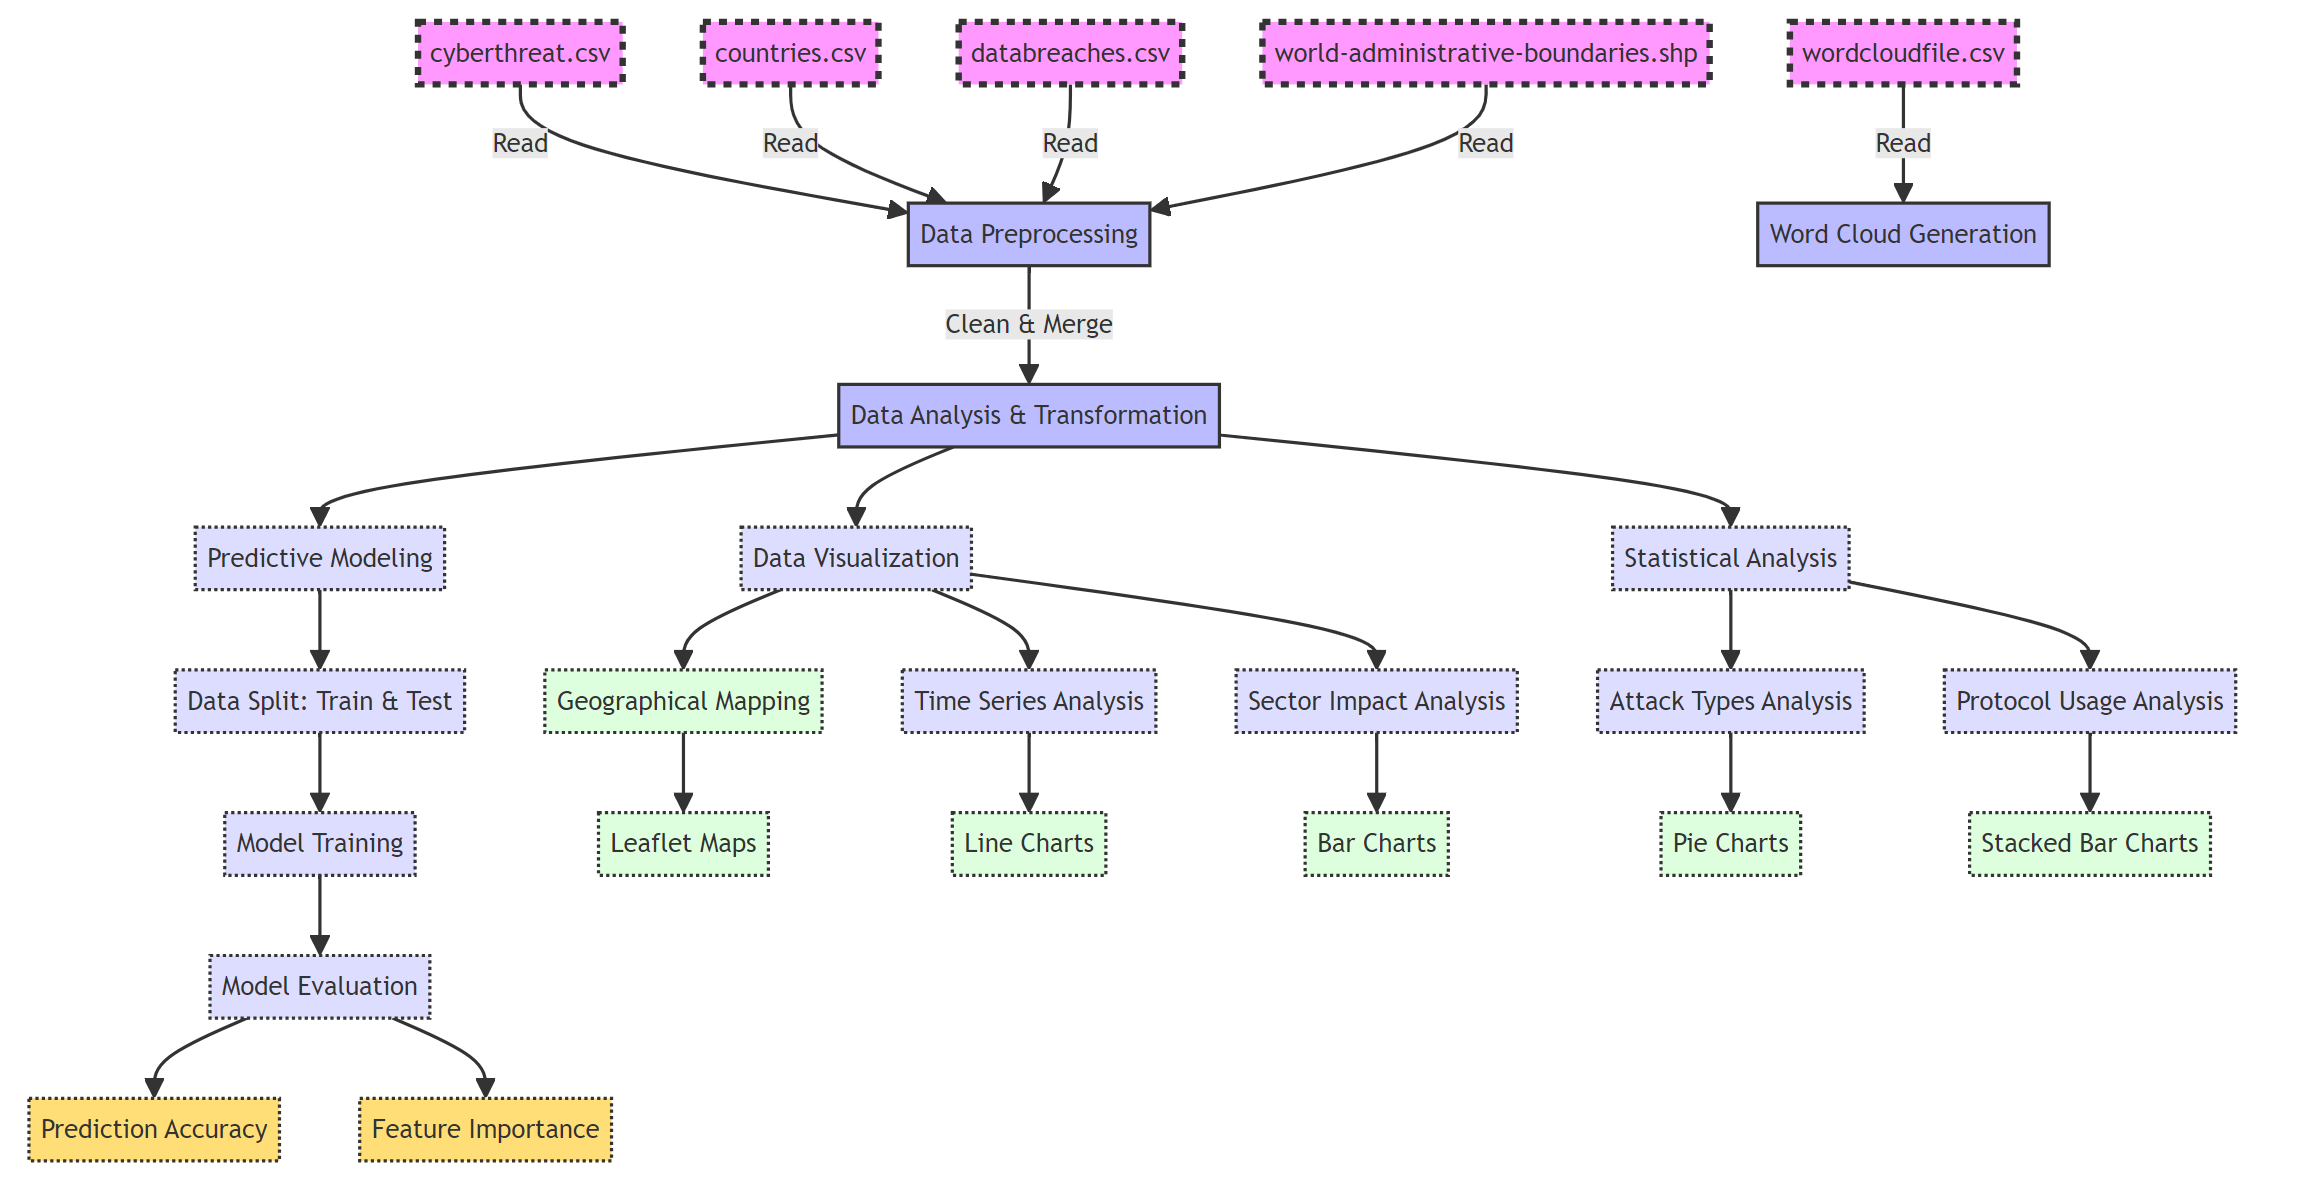 cyberthreat.csv
countries.csv
databreaches.csv
world-administrative-boundaries.shp
wordcloudfile.csv
Read
Read
Read
Read
Read
Data Preprocessing
Word Cloud Generation
Clean & Merge
Data Analysis & Transformation
Predictive Modeling
Data Visualization
Statistical Analysis
Data Split: Train & Test
Geographical Mapping
Time Series Analysis
Sector Impact Analysis
Attack Types Analysis
Protocol Usage Analysis
Model Training
Leaflet Maps
Line Charts
Bar Charts
Pie Charts
Stacked Bar Charts
Model Evaluation
Prediction Accuracy
Feature Importance